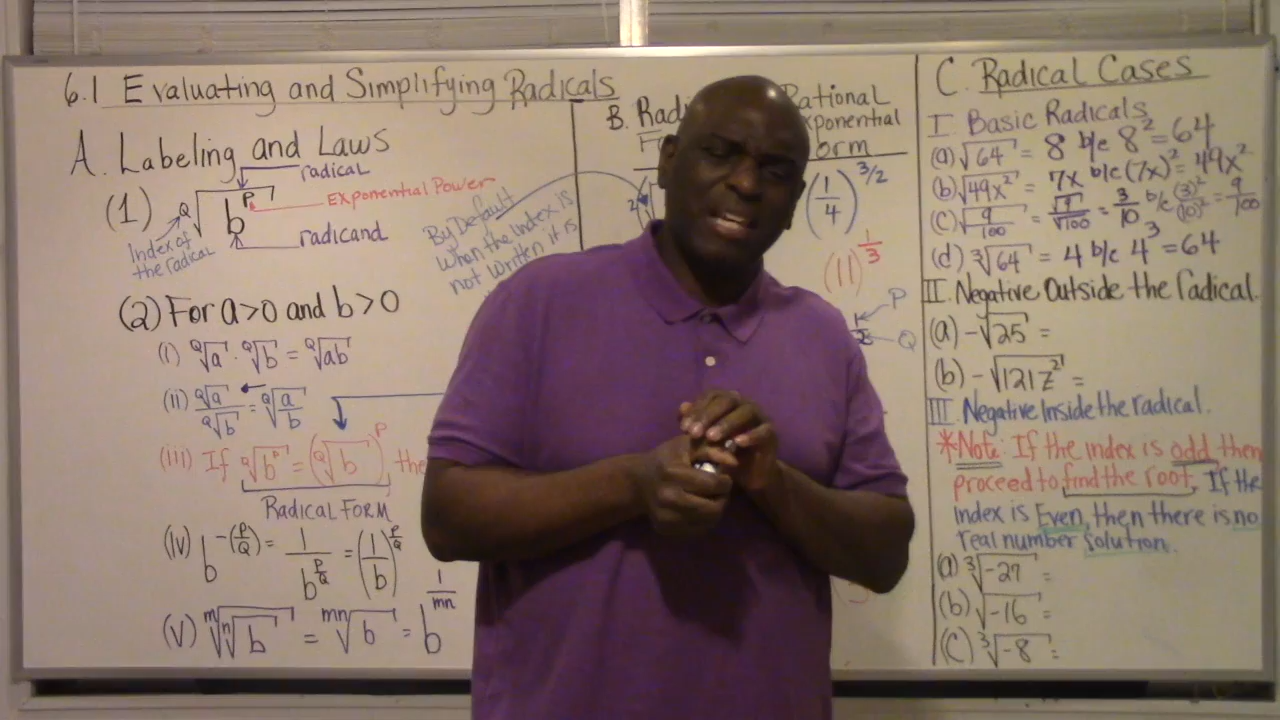 6.1 Evaluating and Simplifying Radicals
A. Labeling and Laws
(1) Q√b^P
radical
Exponential Power
radicand
Index of
the radical
(2) For a>0 and b>0
(i) Q√a · Q√b = Q√ab
(ii) Q√a / Q√b = Q√(a/b)
(iii) If Q√b^P = (Q√b)^P, the
RADICAL FORM
(iv) b^-(P/Q) = 1/b^(P/Q) = (1/b)^(P/Q)
(v) m√n√b = mn√b = b^(1/mn)
By Default
when the index is
not written it is
2
B. Radi Rational
Fo Exponential
orm
(1/4)^3/2
(11)^1/3
P
Q
C. Radical Cases
I. Basic Radicals
(a) √64 = 8 b/c 8² = 64
(b) √49x² = 7x b/c (7x)² = 49x²
(c) √(9/100) = √9/√100 = 3/10 b/c (3)²/(10)² = 9/100
(d) ³√64 = 4 b/c 4³ = 64
II. Negative Outside the radical.
(a) -√25 =
(b) -√121z² =
III. Negative Inside the radical.
*Note: If the index is odd then
proceed to find the root. If the
index is Even, then there is no
real number solution.
(a) ³√-27 =
(b) √-16 =
(c) ³√-8 =